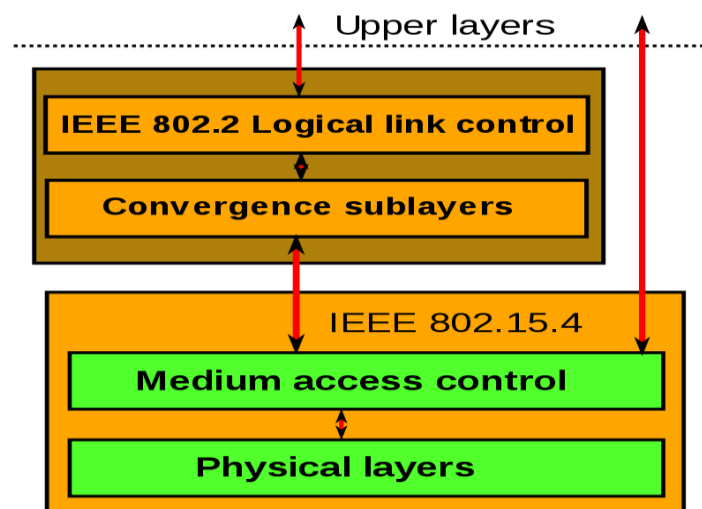 Upper layers
IEEE 802.2 Logical link control
Convergence sublayers
IEEE 802.15.4
Medium access control
Physical layers